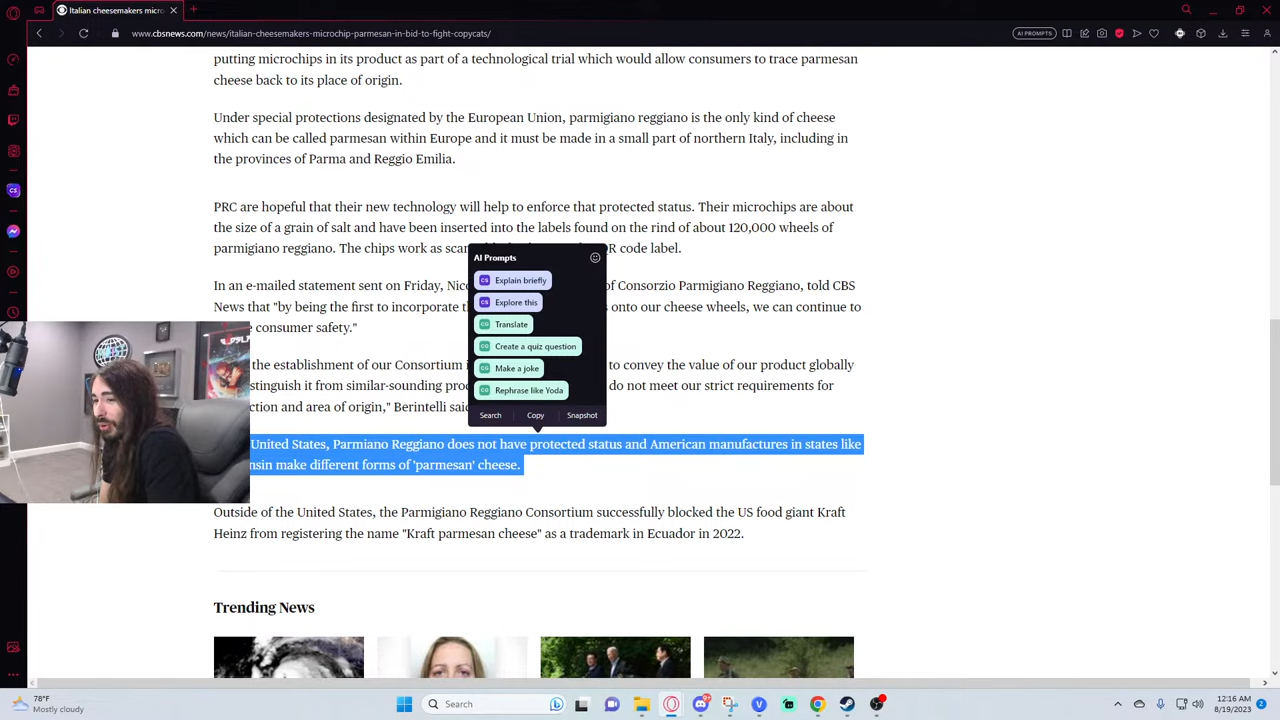 Italian cheesemakers micro
www.cbsnews.com/news/italian-cheesemakers-microchip-parmesan-in-bid-to-fight-copycats/
AI PROMPTS
putting microchips in its product as part of a technological trial which would allow consumers to trace parmesan
cheese back to its place of origin.
Under special protections designated by the European Union, parmigiano reggiano is the only kind of cheese
which can be called parmesan within Europe and it must be made in a small part of northern Italy, including in
the provinces of Parma and Reggio Emilia.
PRC are hopeful that their new technology will help to enforce that protected status. Their microchips are about
the size of a grain of salt and have been inserted into the labels found on the rind of about 120,000 wheels of
parmigiano reggiano. The chips work as QR code label.
In an e-mailed statement sent on Friday, of Consorzio Parmigiano Reggiano, told CBS
News that "by being the first to incorporate onto our cheese wheels, we can continue to
consumer safety."
the establishment of our Consortium to convey the value of our product globally
it from similar-sounding do not meet our strict requirements for
and area of origin," Berintelli said
United States, Parmiano Reggiano does not have protected status and American manufactures in states like
make different forms of 'parmesan' cheese.
AI Prompts
CS Explain briefly
CS Explore this
CG Translate
CG Create a quiz question
CG Make a joke
CG Rephrase like Yoda
Search Copy Snapshot
Outside of the United States, the Parmigiano Reggiano Consortium successfully blocked the US food giant Kraft
Heinz from registering the name "Kraft parmesan cheese" as a trademark in Ecuador in 2022.
Trending News
78°F
Mostly cloudy
Search
12:16 AM
8/19/2023